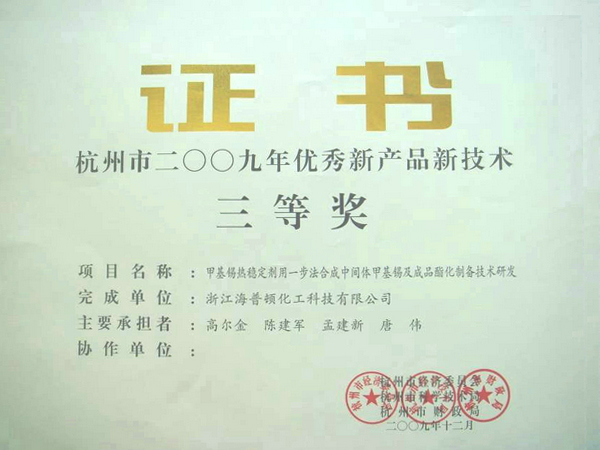 证书
杭州市二〇〇九年优秀新产品新技术
三等奖
项目名称：甲基锡热稳定剂用一步法合成中间体甲基锡及成品酯化制备技术研发
完成单位：浙江海普顿化工科技有限公司
主要承担者：高尔金 陈建军 孟建新 唐 伟
协作单位：
杭州市经济委员会
杭州市科学技术局
杭州市财政局
二〇〇九年十二月